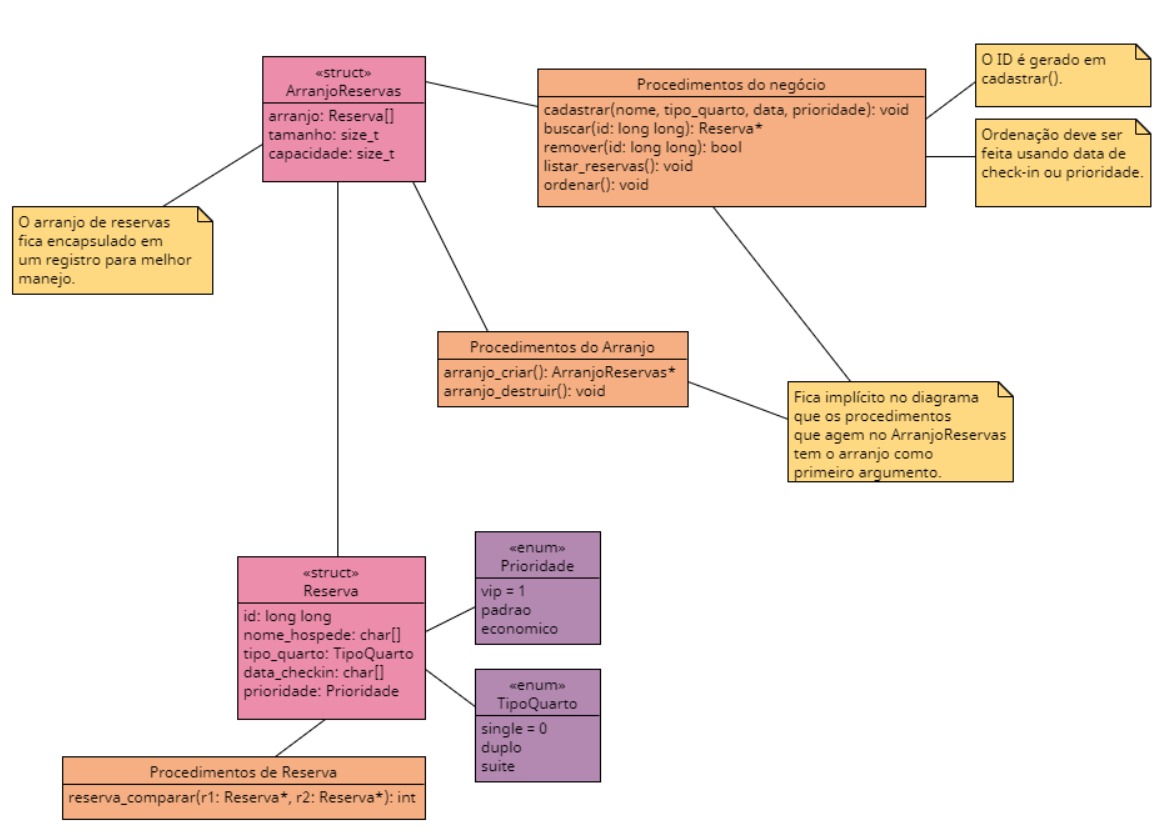 «struct»
ArranjoReservas
arranjo: Reserva[]
tamanho: size_t
capacidade: size_t
Procedimentos do negócio
cadastrar(nome, tipo_quarto, data, prioridade): void
buscar(id: long long): Reserva*
remover(id: long long): bool
listar_reservas(): void
ordenar(): void
O ID é gerado em
cadastrar().
Ordenação deve ser
feita usando data de
check-in ou prioridade.
O arranjo de reservas
fica encapsulado em
um registro para melhor
manejo.
Procedimentos do Arranjo
arranjo_criar(): ArranjoReservas*
arranjo_destruir(): void
Fica implícito no diagrama
que os procedimentos
que agem no ArranjoReservas
tem o arranjo como
primeiro argumento.
«struct»
Reserva
id: long long
nome_hospede: char[]
tipo_quarto: TipoQuarto
data_checkin: char[]
prioridade: Prioridade
«enum»
Prioridade
vip = 1
padrao
economico
«enum»
TipoQuarto
single = 0
duplo
suite
Procedimentos de Reserva
reserva_comparar(r1: Reserva*, r2: Reserva*): int